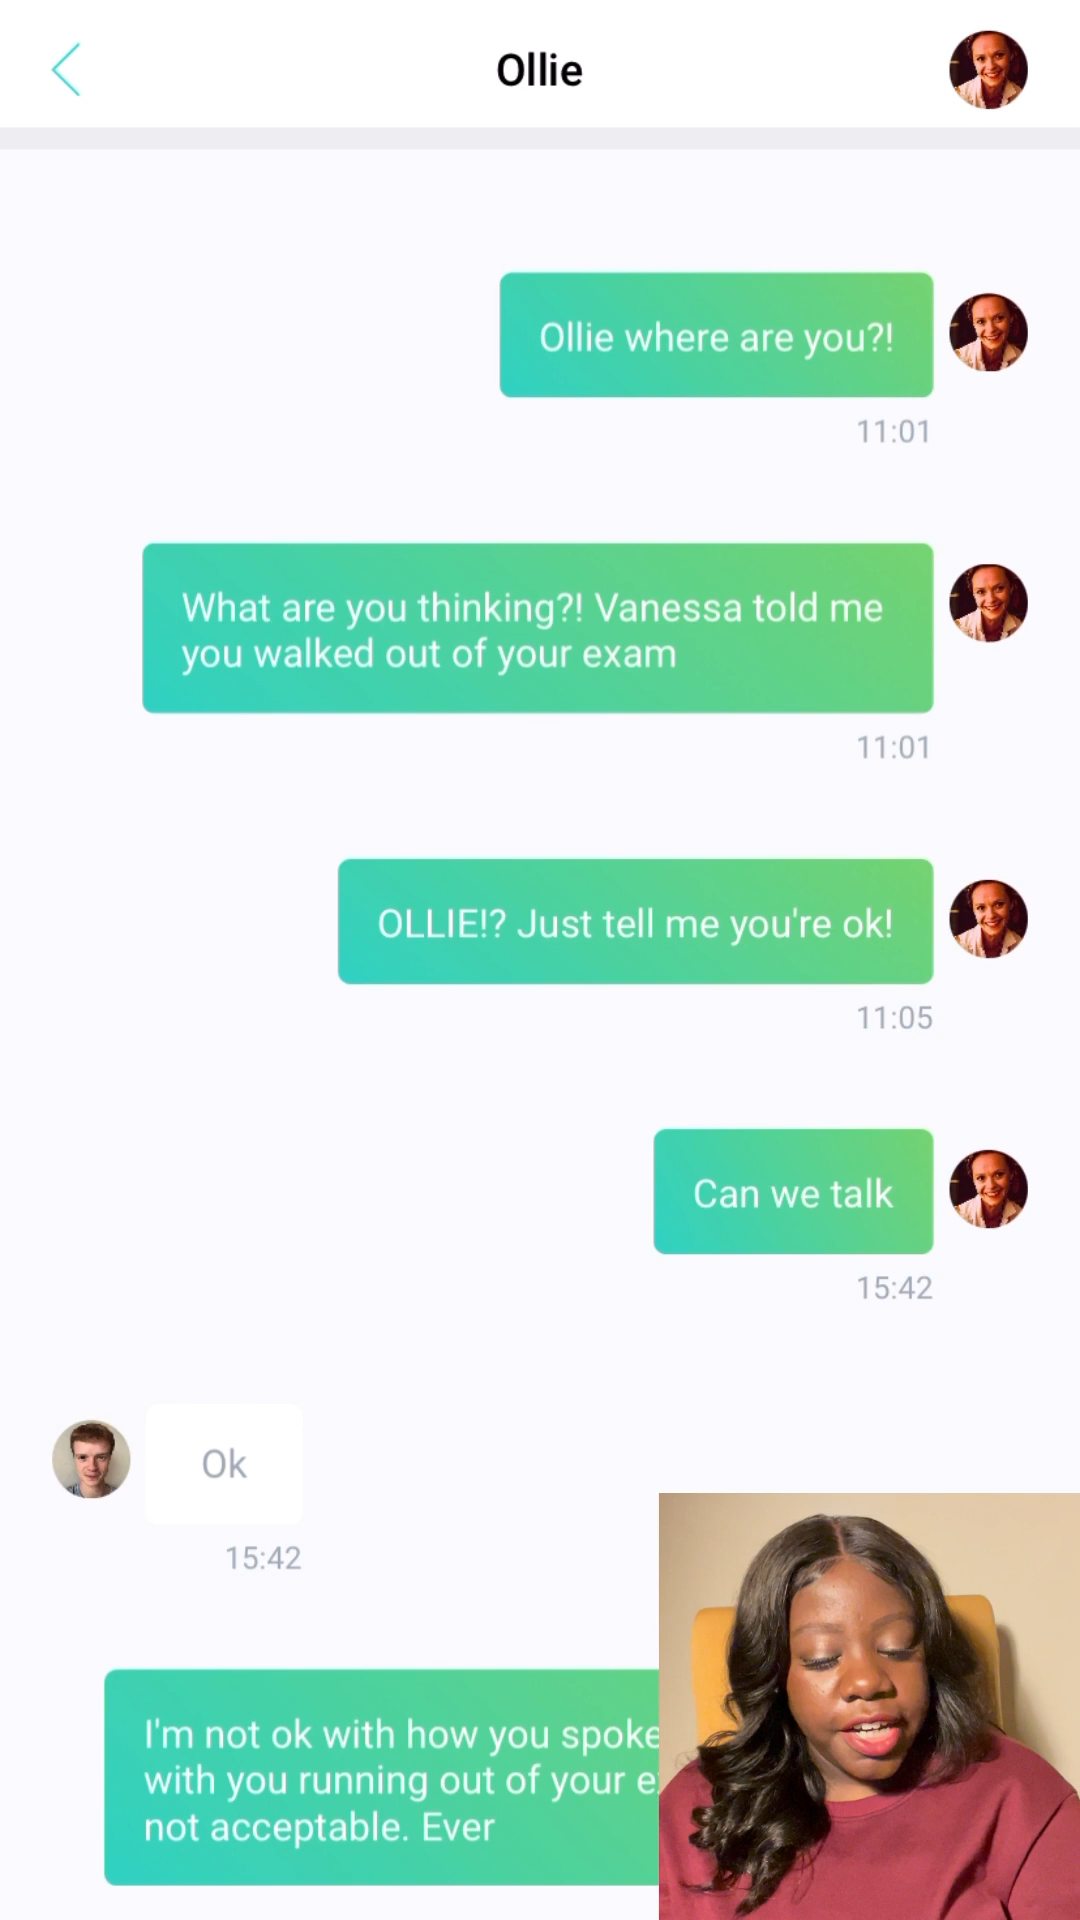 Ollie
Ollie where are you?!
11:01
What are you thinking?! Vanessa told me
you walked out of your exam
11:01
OLLIE!? Just tell me you're ok!
11:05
Can we talk
15:42
Ok
15:42
I'm not ok with how you spoke
with you running out of your
not acceptable. Ever